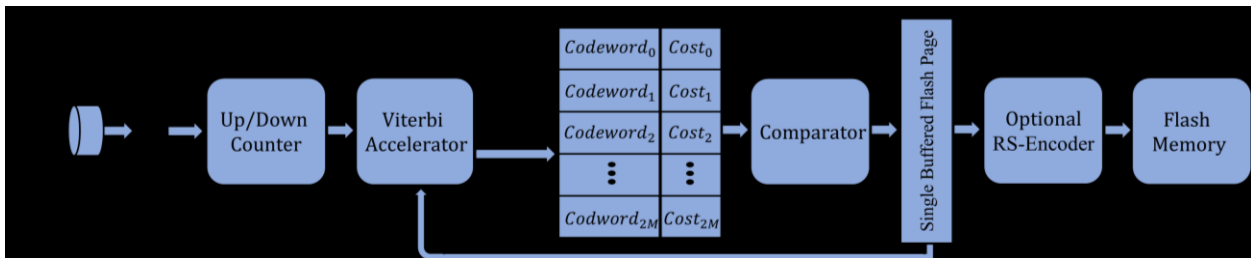 Up/Down
Counter
Viterbi
Accelerator
Codeword₀ Cost₀
Codeword₁ Cost₁
Codeword₂ Cost₂
⋮ ⋮
Codword₂M Cost₂M
Comparator
Single Buffered Flash Page
Optional
RS-Encoder
Flash
Memory